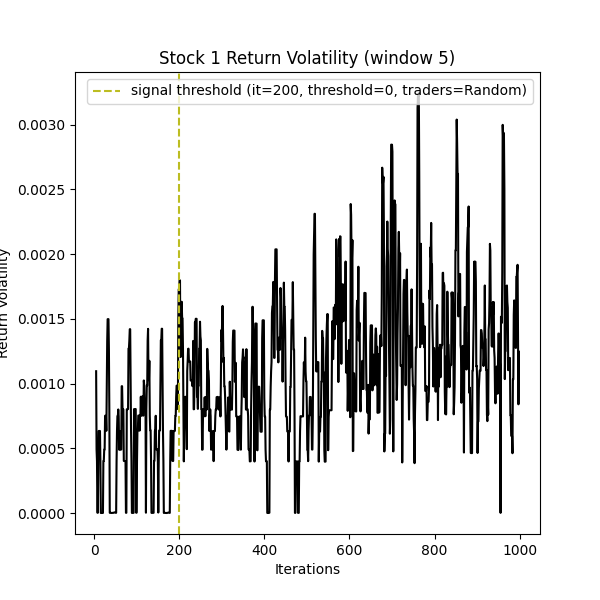 Stock 1 Return Volatility (window 5)
signal threshold (it=200, threshold=0, traders=Random)
Return Volatility
0.0030
0.0025
0.0020
0.0015
0.0010
0.0005
0.0000
0 200 400 600 800 1000
Iterations